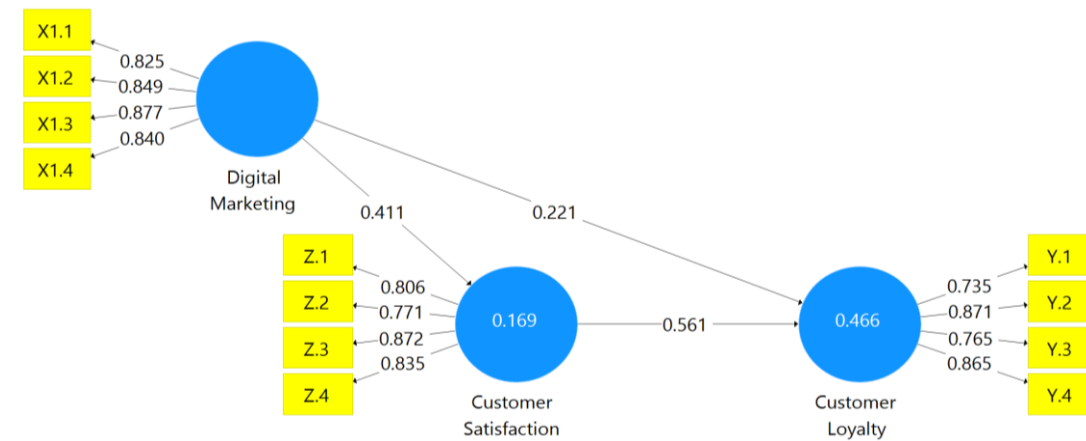 X1.1
X1.2
X1.3
X1.4
0.825
0.849
0.877
0.840
Digital
Marketing
0.411
0.221
Z.1
Z.2
Z.3
Z.4
0.806
0.771
0.872
0.835
0.169
Customer
Satisfaction
0.561
0.466
Customer
Loyalty
0.735
0.871
0.765
0.865
Y.1
Y.2
Y.3
Y.4